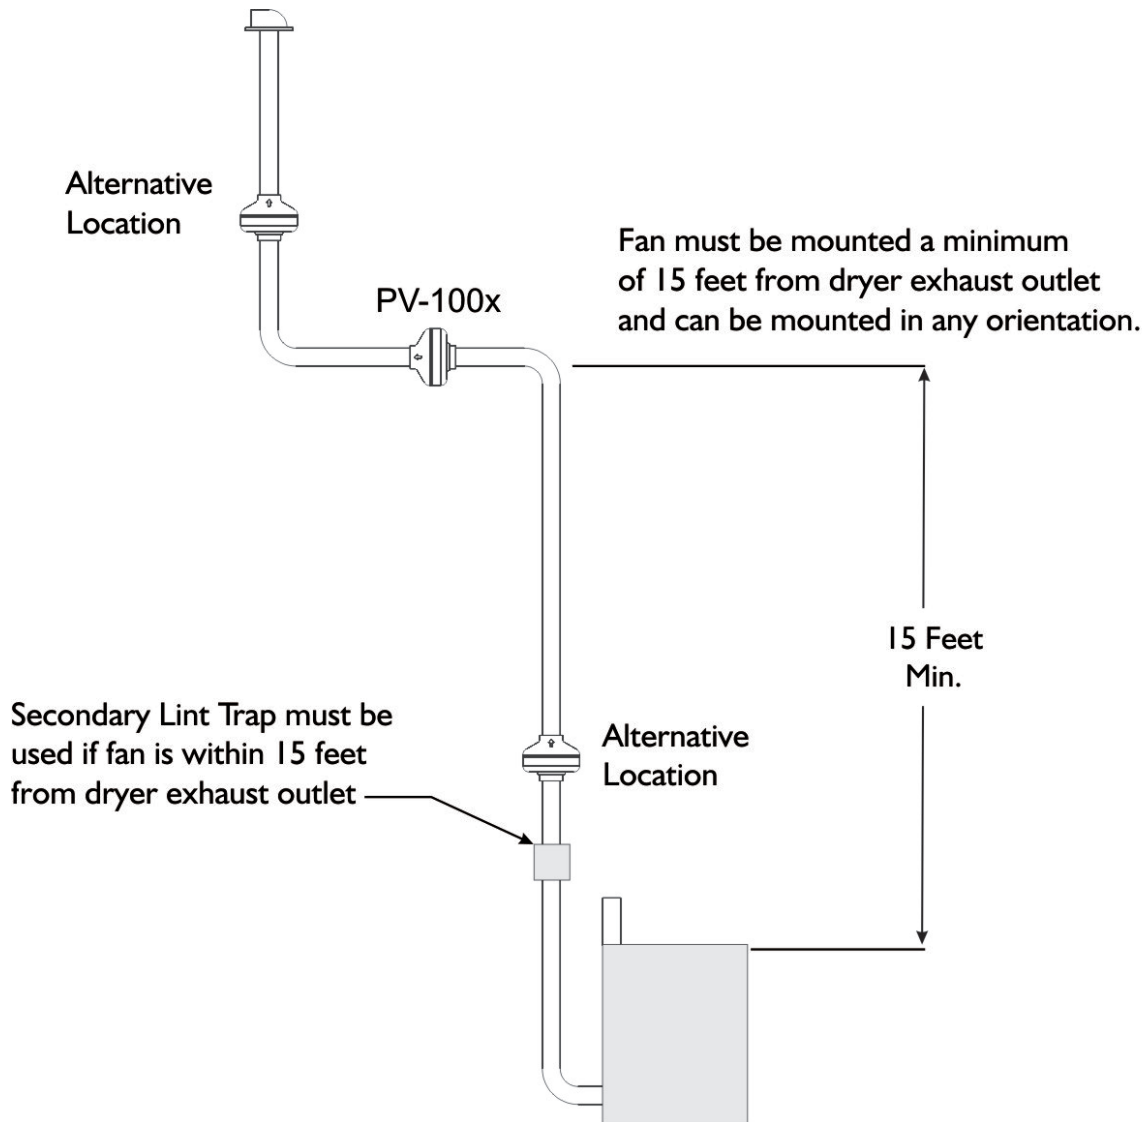 Alternative
Location
Fan must be mounted a minimum
of 15 feet from dryer exhaust outlet
and can be mounted in any orientation.
PV-100x
15 Feet
Min.
Secondary Lint Trap must be
used if fan is within 15 feet
from dryer exhaust outlet
Alternative
Location